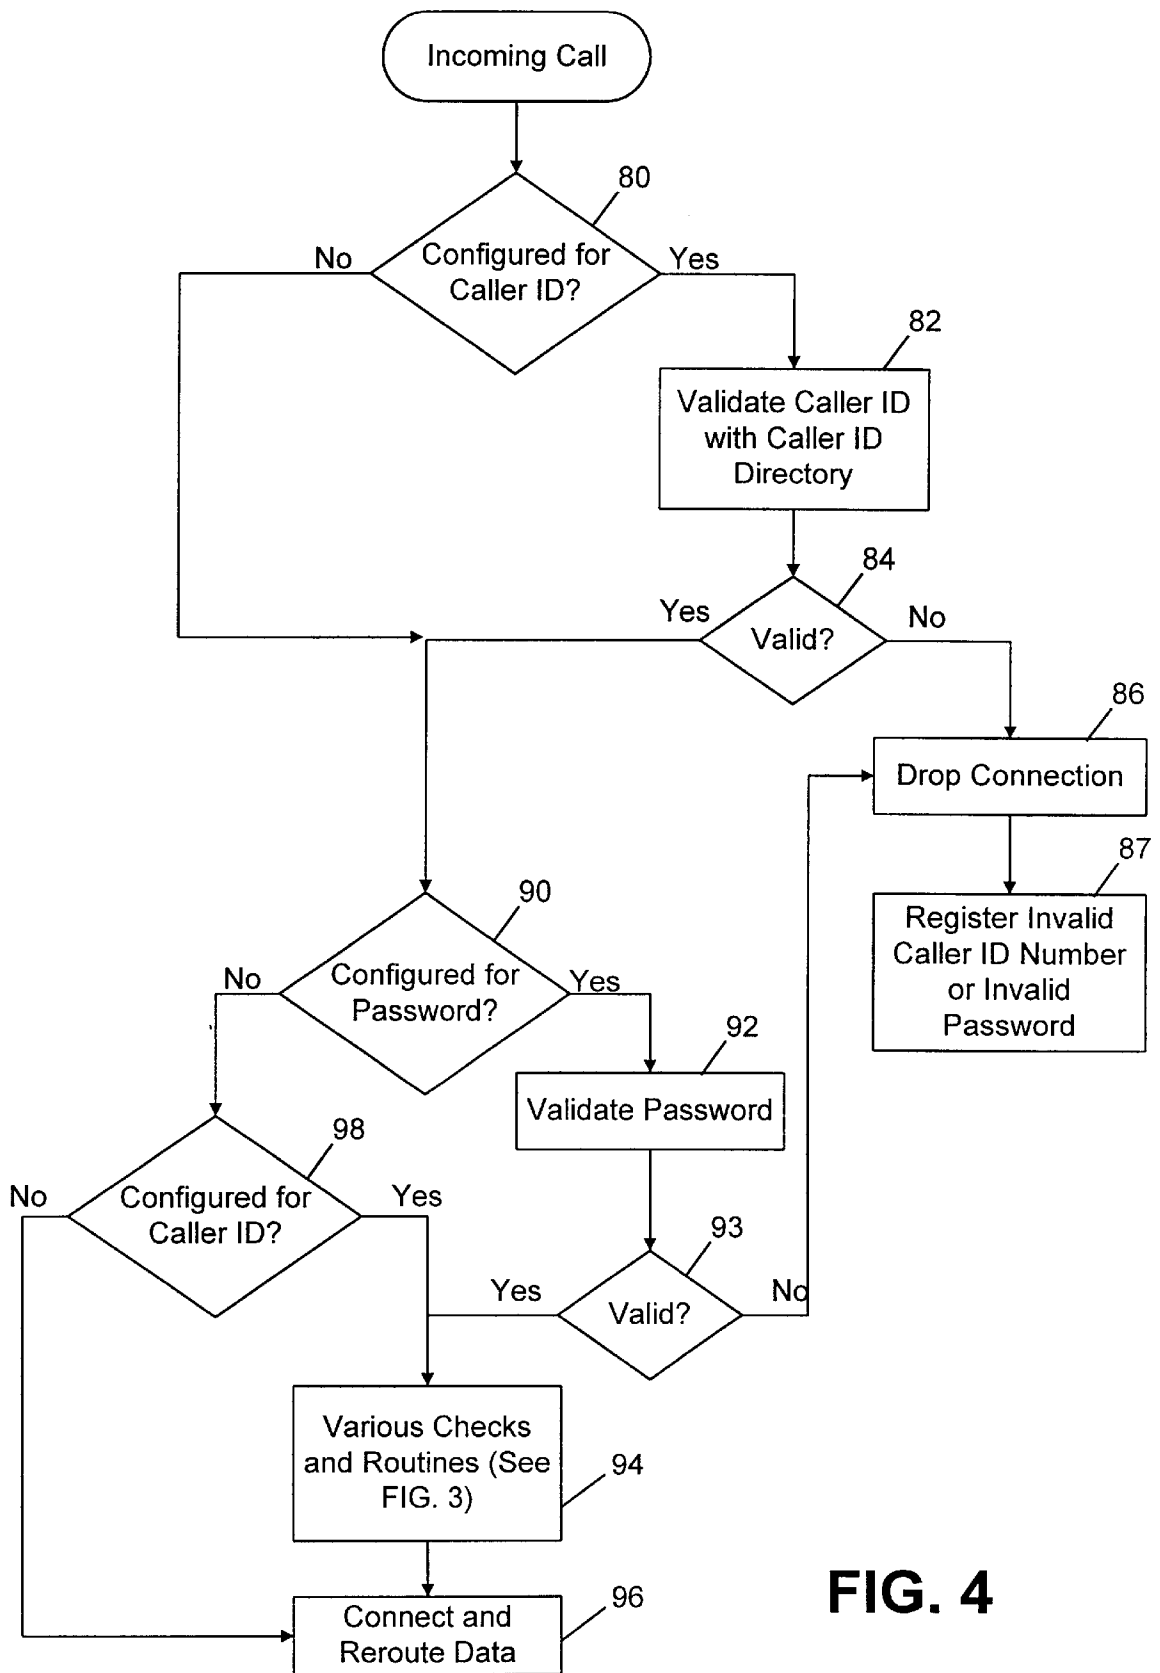 Incoming Call
80
No
Configured for
Caller ID?
Yes
82
Validate Caller ID
with Caller ID
Directory
84
Yes
Valid?
No
86
Drop Connection
87
Register Invalid
Caller ID Number
or Invalid
Password
90
No
Configured for
Password?
Yes
92
Validate Password
98
No
Configured for
Caller ID?
Yes
93
Yes
Valid?
No
Various Checks
and Routines (See
FIG. 3)
94
Connect and
Reroute Data
96
FIG. 4